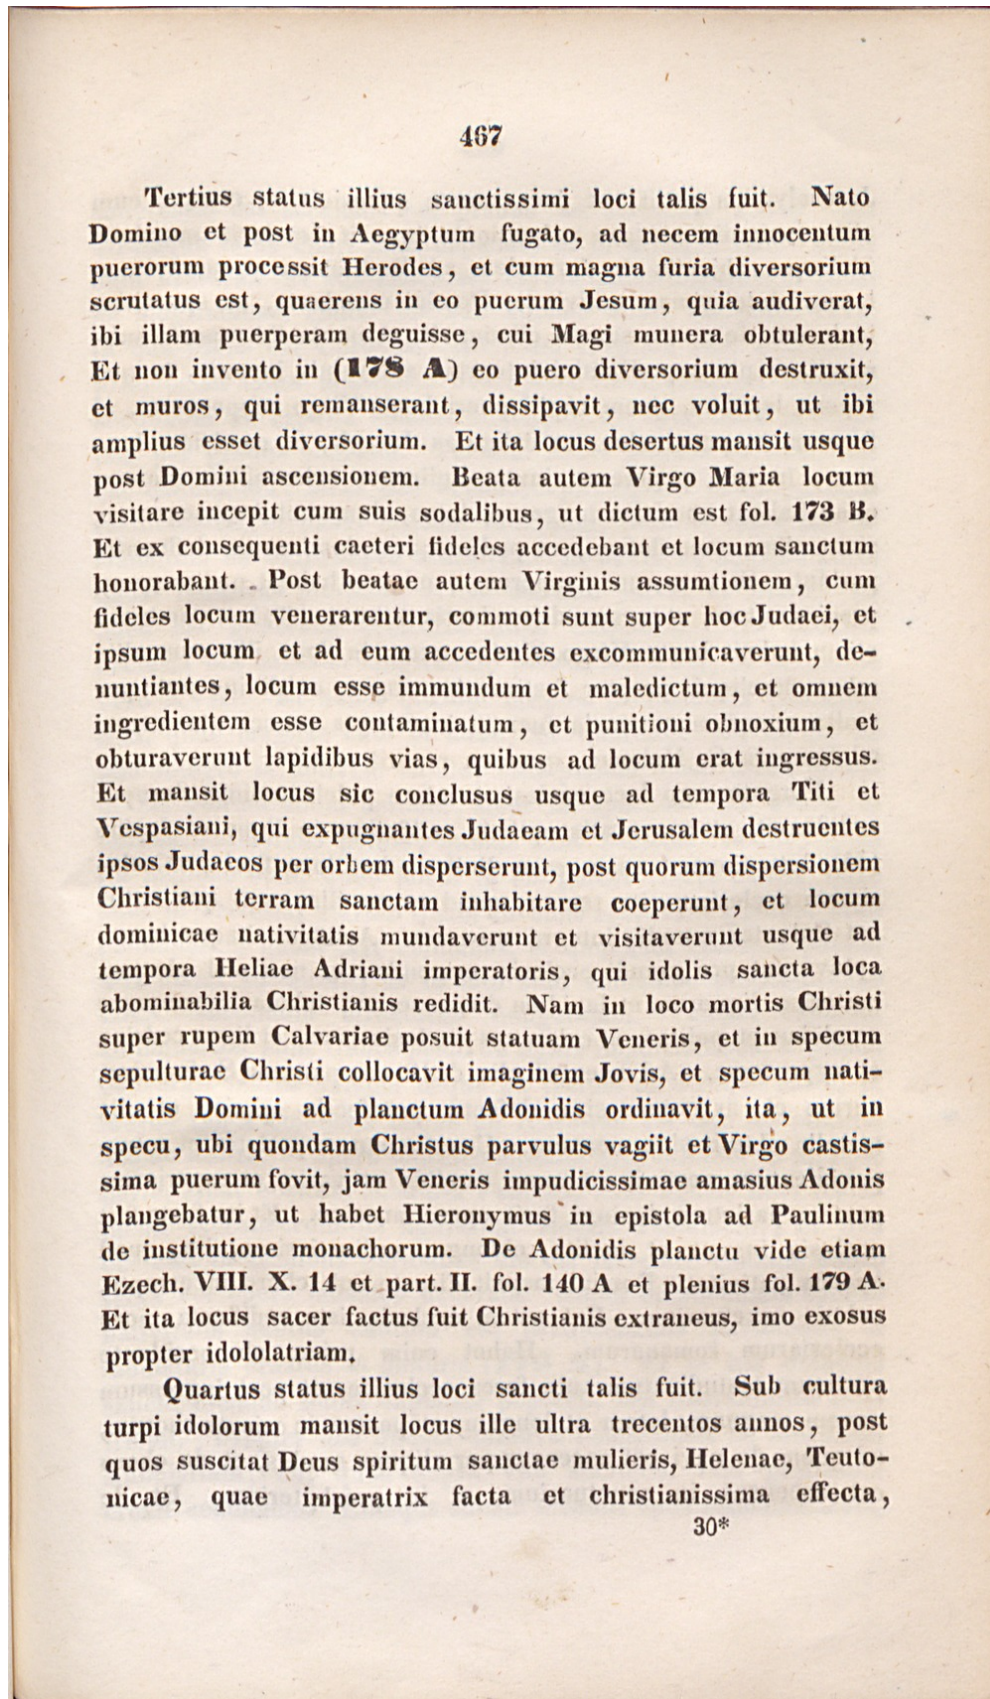 467
Tertius status illius sanctissimi loci talis fuit. Nato
Domino et post in Aegyptum fugato, ad necem innocentum
puerorum processit Herodes, et cum magna furia diversorium
scrutatus est, quaerens in eo puerum Jesum, quia audiverat,
ibi illam puerperam deguisse, cui Magi munera obtulerant,
Et non invento in (178 A) eo puero diversorium destruxit,
et muros, qui remanserant, dissipavit, nec voluit, ut ibi
amplius esset diversorium. Et ita locus desertus mansit usque
post Domini ascensionem. Beata autem Virgo Maria locum
visitare incepit cum suis sodalibus, ut dictum est fol. 173 B.
Et ex consequenti caeteri fideles accedebant et locum sanctum
honorabant. Post beatae autem Virginis assumtionem, cum
fideles locum venerarentur, commoti sunt super hoc Judaei, et
ipsum locum et ad eum accedentes excommunicaverunt, de-
nuntiantes, locum esse immundum et maledictum, et omnem
ingredientem esse contaminatum, et punitioni obnoxium, et
obturaverunt lapidibus vias, quibus ad locum erat ingressus.
Et mansit locus sic conclusus usque ad tempora Titi et
Vespasiani, qui expugnantes Judaeam et Jerusalem destruentes
ipsos Judaeos per orbem disperserunt, post quorum dispersionem
Christiani terram sanctam inhabitare coeperunt, et locum
dominicae nativitatis mundaverunt et visitaverunt usque ad
tempora Heliae Adriani imperatoris, qui idolis sancta loca
abominabilia Christianis redidit. Nam in loco mortis Christi
super rupem Calvariae posuit statuam Veneris, et in specum
sepulturae Christi collocavit imaginem Jovis, et specum nati-
vitatis Domini ad planctum Adonidis ordinavit, ita, ut in
specu, ubi quondam Christus parvulus vagiit et Virgo castis-
sima puerum fovit, jam Veneris impudicissimae amasius Adonis
plangebatur, ut habet Hieronymus in epistola ad Paulinum
de institutione monachorum. De Adonidis planctu vide etiam
Ezech. VIII. X. 14 et part. II. fol. 140 A et plenius fol. 179 A.
Et ita locus sacer factus fuit Christianis extraneus, imo exosus
propter idololatriam.
Quartus status illius loci sancti talis fuit. Sub cultura
turpi idolorum mansit locus ille ultra trecentos annos, post
quos suscitat Deus spiritum sanctae mulieris, Helenae, Teuto-
nicae, quae imperatrix facta et christianissima effecta,
30*